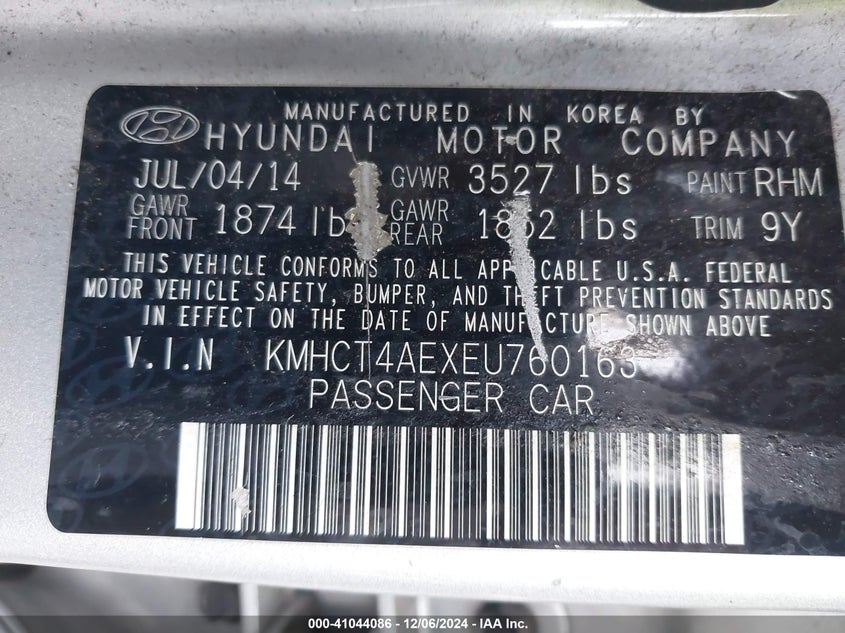 MANUFACTURED IN KOREA BY
HYUNDAI MOTOR COMPANY
JUL/04/14 GVWR 3527 lbs PAINT RHM
GAWR FRONT 1874 lbs GAWR REAR lbs TRIM 9Y
THIS VEHICLE CONFORMS TO ALL APPLICABLE U.S.A. FEDERAL
MOTOR VEHICLE SAFETY, BUMPER, AND THEFT PREVENTION STANDARDS
IN EFFECT ON THE DATE OF MANUFACTURE SHOWN ABOVE
V.I.N KMHCT4AEXEU760163
PASSENGER CAR
000-41044086 - 12/06/2024 - IAA Inc.